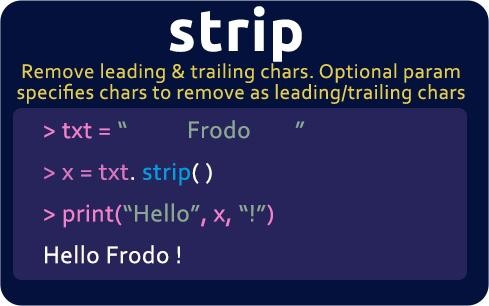 strip
Remove leading & trailing chars. Optional param
specifies chars to remove as leading/trailing chars
> txt = “        Frodo      ”
> x = txt. strip( )
> print(“Hello”, x, “!”)
Hello Frodo !